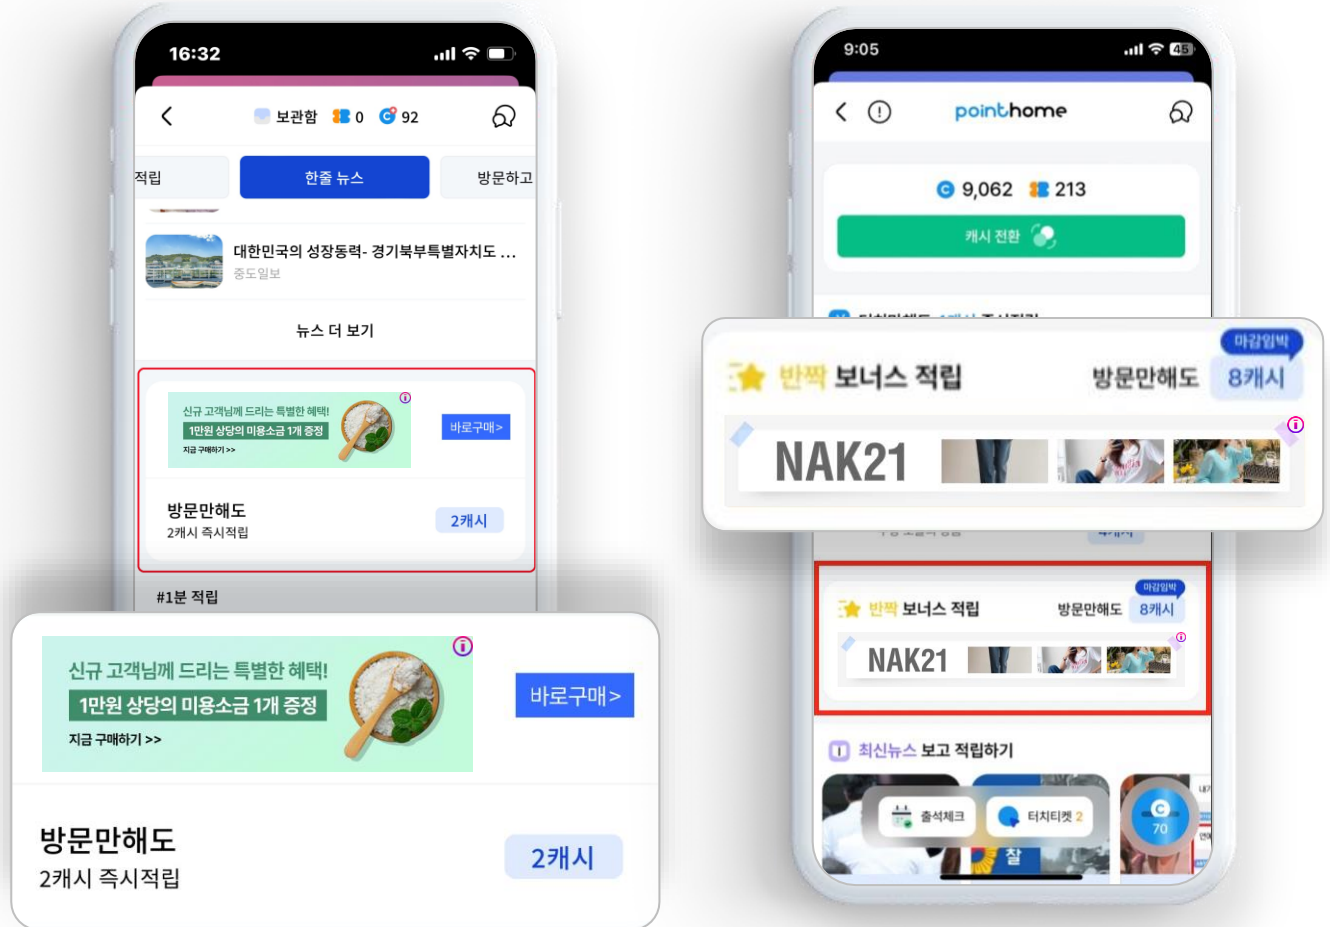 16:32
보관함 0 92
적립
한줄 뉴스
방문하고
대한민국의 성장동력- 경기북부특별자치도 ...
중도일보
뉴스 더 보기
신규 고객님께 드리는 특별한 혜택!
1만원 상당의 미용소금 1개 증정
지금 구매하기 >>
바로구매>
방문만해도
2캐시 즉시적립
2캐시
#1분 적립
신규 고객님께 드리는 특별한 혜택!
1만원 상당의 미용소금 1개 증정
지금 구매하기 >>
바로구매>
방문만해도
2캐시 즉시적립
2캐시
9:05
45
pointhome
9,062 213
캐시 전환
마감임박
반짝 보너스 적립
방문만해도 8캐시
NAK21
마감임박
반짝 보너스 적립
방문만해도 8캐시
NAK21
최신뉴스 보고 적립하기
출석체크
터치티켓 2
C
70
찰